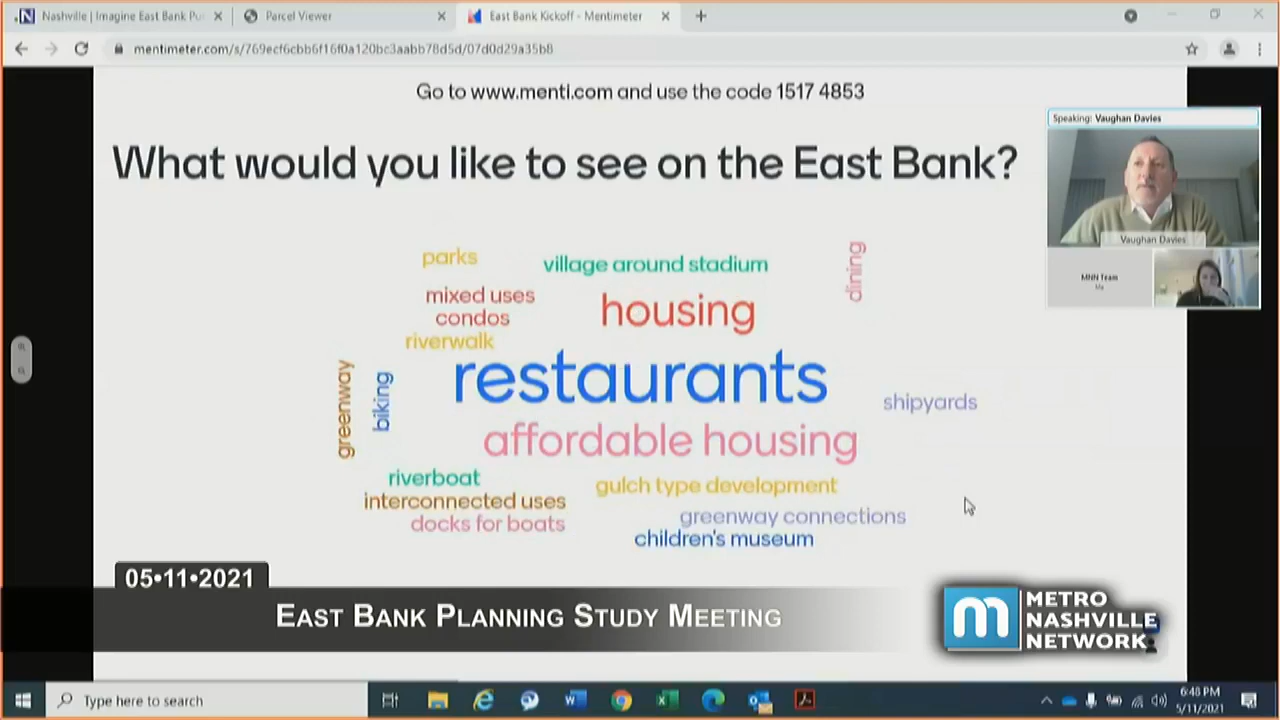 Nashville | Imagine East Bank Pu
Parcel Viewer
East Bank Kickoff - Mentimeter
mentimeter.com/s/769ecf6cbb6f16f0a120bc3aabb78d5d/07d0d29a35b8
Go to www.menti.com and use the code 1517 4853
Speaking: Vaughan Davies
What would you like to see on the East Bank?
Vaughan Davies
MNN Team
parks
village around stadium
dining
mixed uses
housing
condos
riverwalk
restaurants
greenway
biking
shipyards
affordable housing
riverboat
gulch type development
interconnected uses
greenway connections
docks for boats
children's museum
05•11•2021
EAST BANK PLANNING STUDY MEETING
m
METRO
NASHVILLE
NETWORK
Type here to search
6:48 PM
5/11/2021